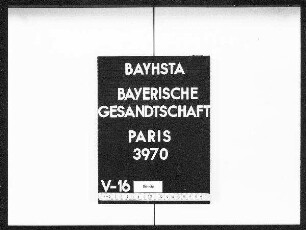 BAYHSTA
BAYERISCHE
GESANDTSCHAFT
PARIS
3970
V-16